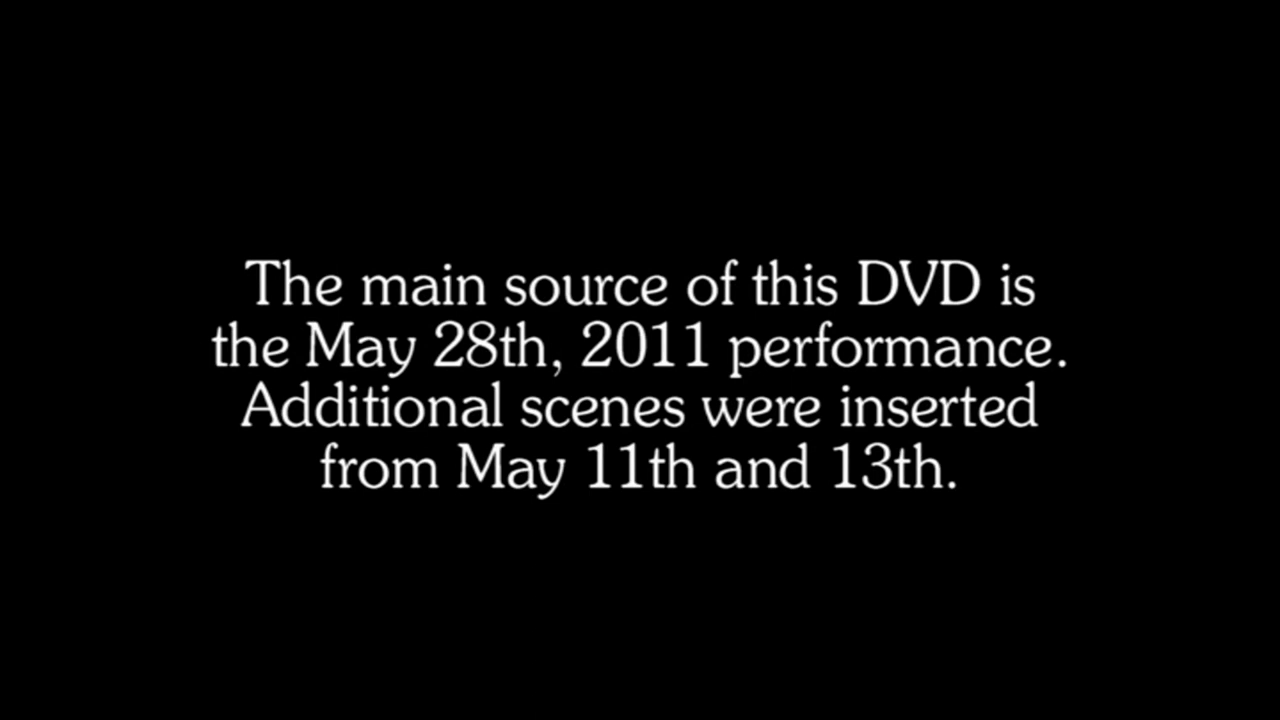 The main source of this DVD is
the May 28th, 2011 performance.
Additional scenes were inserted
from May 11th and 13th.